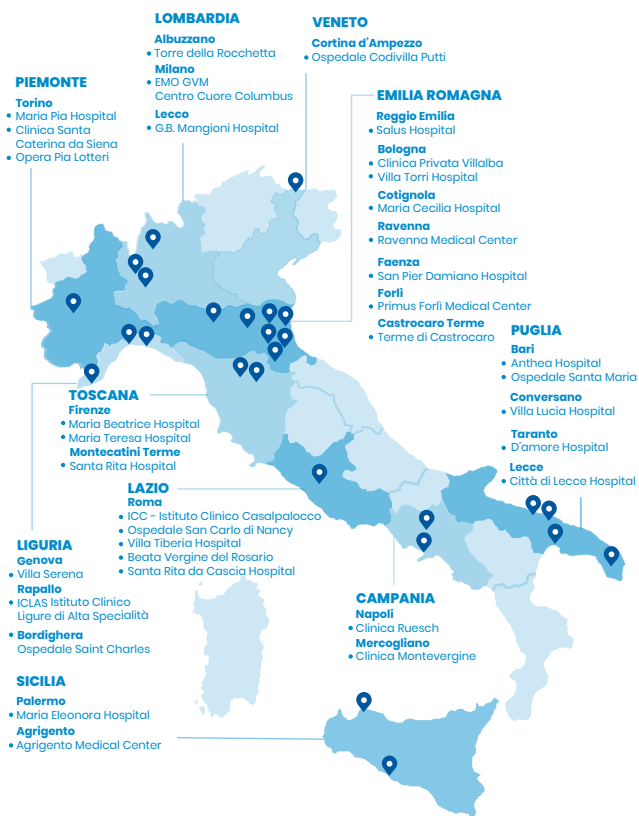 LOMBARDIA
Albuzzano
• Torre della Rocchetta
Milano
• EMO GVM
Centro Cuore Columbus
Lecco
• G.B. Mangioni Hospital
VENETO
Cortina d'Ampezzo
• Ospedale Codivilla Putti
PIEMONTE
Torino
• Maria Pia Hospital
• Clinica Santa
Caterina da Siena
• Opera Pia Lotteri
EMILIA ROMAGNA
Reggio Emilia
• Salus Hospital
Bologna
• Clinica Privata Villalba
• Villa Torri Hospital
Cotignola
• Maria Cecilia Hospital
Ravenna
• Ravenna Medical Center
Faenza
• San Pier Damiano Hospital
Forlì
• Primus Forlì Medical Center
Castrocaro Terme
• Terme di Castrocaro
PUGLIA
Bari
• Anthea Hospital
• Ospedale Santa Maria
Conversano
• Villa Lucia Hospital
Taranto
• D'amore Hospital
Lecce
• Città di Lecce Hospital
TOSCANA
Firenze
• Maria Beatrice Hospital
• Maria Teresa Hospital
Montecatini Terme
• Santa Rita Hospital
LAZIO
Roma
• ICC - Istituto Clinico Casalpalocco
• Ospedale San Carlo di Nancy
• Villa Tiberia Hospital
• Beata Vergine del Rosario
• Santa Rita da Cascia Hospital
LIGURIA
Genova
• Villa Serena
Rapallo
• ICLAS Istituto Clinico
Ligure di Alta Specialità
• Bordighera
Ospedale Saint Charles
CAMPANIA
Napoli
• Clinica Ruesch
Mercogliano
• Clinica Montevergine
SICILIA
Palermo
• Maria Eleonora Hospital
Agrigento
• Agrigento Medical Center